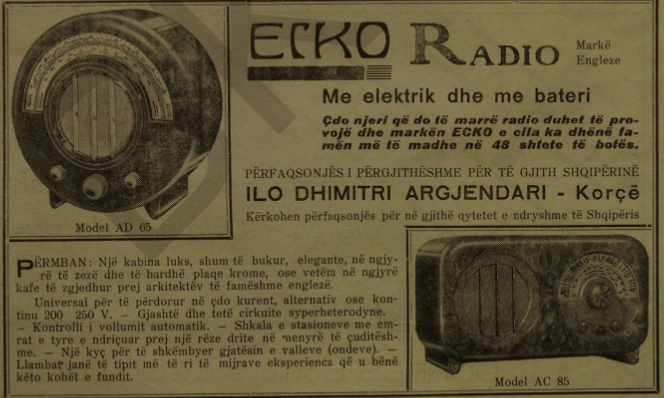 ECKO RADIO
Markë
Engleze
Me elektrik dhe me bateri
Çdo njeri që do të marrë radio duhet të pro-
vojë dhe markën ECKO e cila ka dhënë fa-
mën më të madhe në 48 shtete të botës.
PËRFAQSONJËS I PËRGJITHËSHME PËR TË GJITH SHQIPËRINË
ILO DHIMITRI ARGJENDARI - Korçë
Kërkohen përfaqsonjës për në gjithë qytetet e ndryshme të Shqipëris
Model AD 65
PËRMBAN: Një kabina luks, shum të bukur, elegante, në ngjy-
rë të zezë dhe të bardhë plaqe krome, ose vetëm në ngjyrë
kafe të zgjedhur prej arkitektëv të famëshme englezë.
Universal për të përdorur në çdo kurent, alternativ ose kon-
tinu 200 250 V. — Gjashtë dhe tetë cirkuite syperheterodyne.
— Kontrolli i vollumit automatik. — Shkala e stasioneve me em-
rat e tyre e ndriçuar prej një rëze drite në menyrë të çuditësh-
me. — Një kyç për të shkëmbyer gjatësin e valleve (ondeve). —
Llambat janë të tipit më të ri të mijrave eksperienca që u bënë
këto kohët e fundit.
Model AC 85